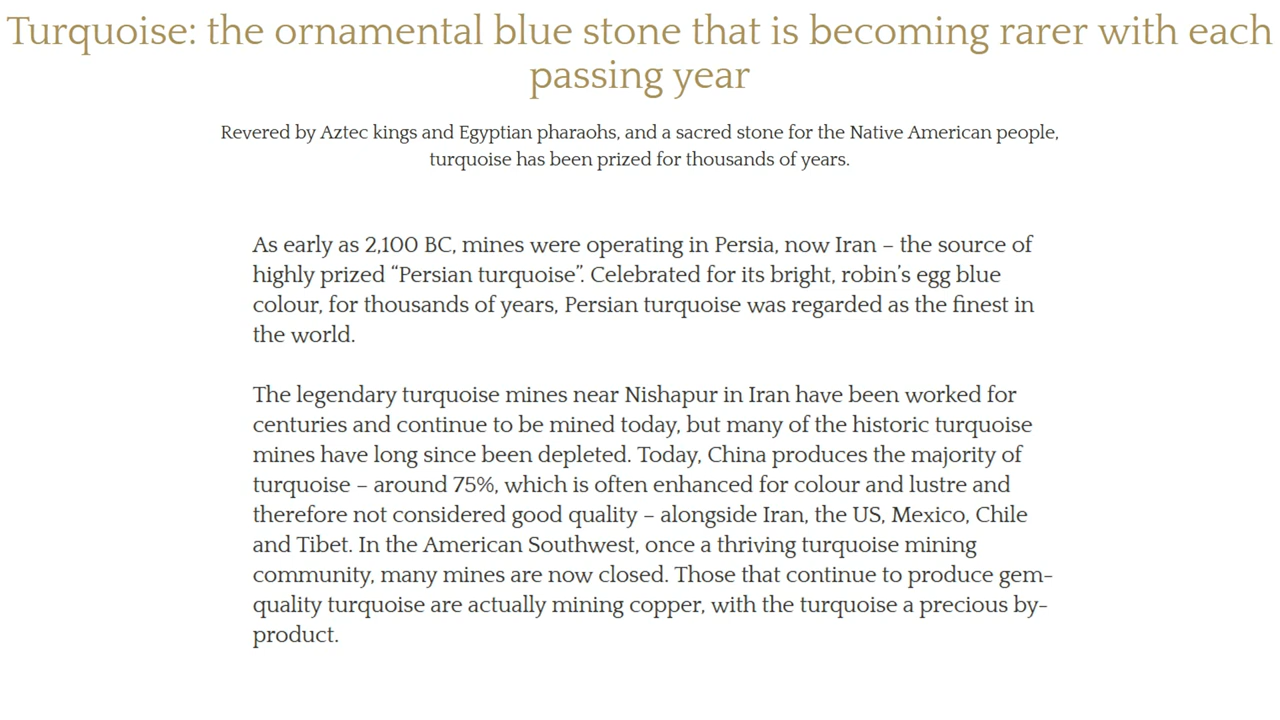 Turquoise: the ornamental blue stone that is becoming rarer with each
passing year
Revered by Aztec kings and Egyptian pharaohs, and a sacred stone for the Native American people,
turquoise has been prized for thousands of years.
As early as 2,100 BC, mines were operating in Persia, now Iran – the source of
highly prized “Persian turquoise”. Celebrated for its bright, robin’s egg blue
colour, for thousands of years, Persian turquoise was regarded as the finest in
the world.
The legendary turquoise mines near Nishapur in Iran have been worked for
centuries and continue to be mined today, but many of the historic turquoise
mines have long since been depleted. Today, China produces the majority of
turquoise – around 75%, which is often enhanced for colour and lustre and
therefore not considered good quality – alongside Iran, the US, Mexico, Chile
and Tibet. In the American Southwest, once a thriving turquoise mining
community, many mines are now closed. Those that continue to produce gem-
quality turquoise are actually mining copper, with the turquoise a precious by-
product.